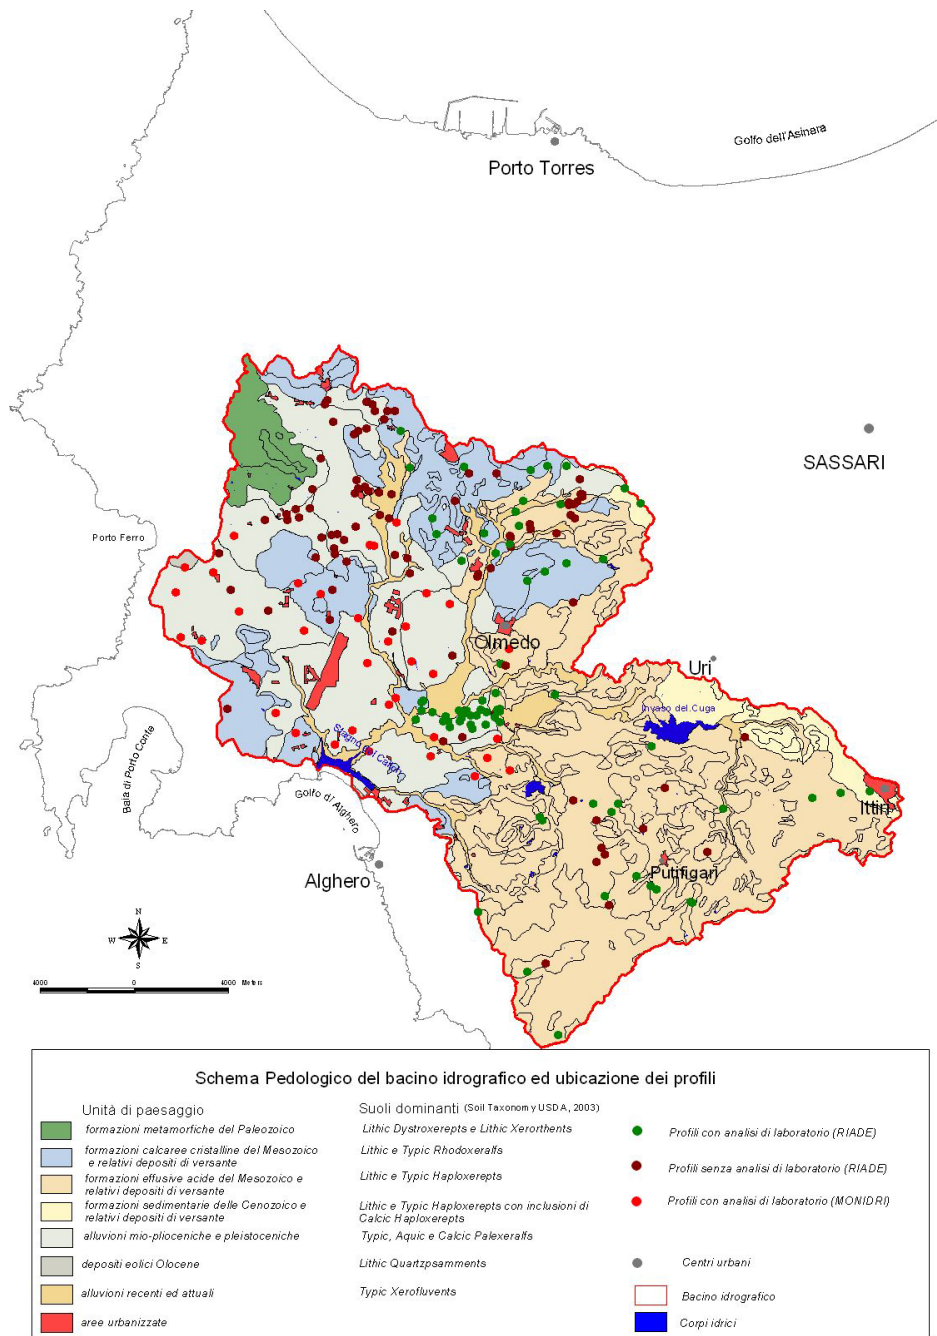 Golfo dell'Asinara
Porto Torres
SASSARI
Porto Ferro
Olmedo
Uri
Invaso del Cuga
Stagno del Calich
Baia di Porto Conte
Golfo di Alghero
Ittiri
Putifigari
Alghero
N
W E
S
4000 0 4000 Meters
Schema Pedologico del bacino idrografico ed ubicazione dei profili
Unità di paesaggio
Suoli dominanti (Soil Taxonomy USDA, 2003)
formazioni metamorfiche del Paleozoico
Lithic Dystroxerepts e Lithic Xerorthents
Profili con analisi di laboratorio (RIADE)
formazioni calcaree cristalline del Mesozoico
e relativi depositi di versante
Lithic e Typic Rhodoxeralfs
Profili senza analisi di laboratorio (RIADE)
formazioni effusive acide del Mesozoico e
relativi depositi di versante
Lithic e Typic Haploxerepts
Profili con analisi di laboratorio (MONIDRI)
formazioni sedimentarie delle Cenozoico e
relativi depositi di versante
Lithic e Typic Haploxerepts con inclusioni di
Calcic Haploxerepts
alluvioni mio-plioceniche e pleistoceniche
Typic, Aquic e Calcic Palexeralfs
depositi eolici Olocene
Lithic Quartzpsamments
Centri urbani
alluvioni recenti ed attuali
Typic Xerofluvents
Bacino idrografico
aree urbanizzate
Corpi idrici